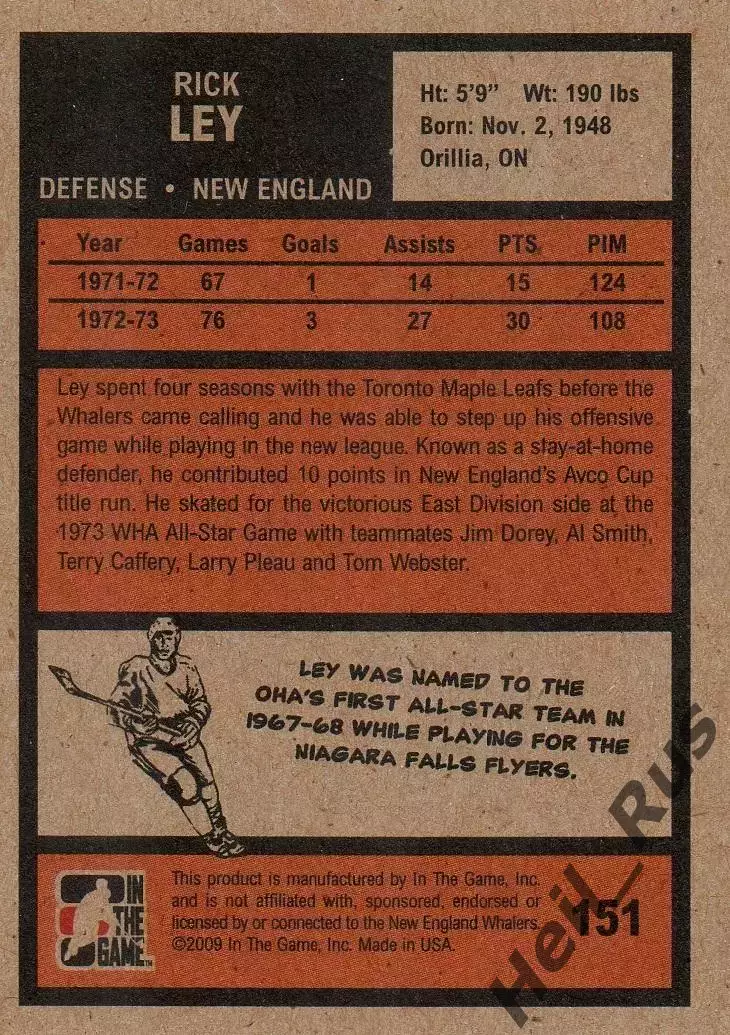 RICK
LEY
DEFENSE • NEW ENGLAND
Ht: 5'9" Wt: 190 lbs
Born: Nov. 2, 1948
Orillia, ON
Year Games Goals Assists PTS PIM
1971-72 67 1 14 15 124
1972-73 76 3 27 30 108
Ley spent four seasons with the Toronto Maple Leafs before the
Whalers came calling and he was able to step up his offensive
game while playing in the new league. Known as a stay-at-home
defender, he contributed 10 points in New England's Avco Cup
title run. He skated for the victorious East Division side at the
1973 WHA All-Star Game with teammates Jim Dorey, Al Smith,
Terry Caffery, Larry Pleau and Tom Webster.
LEY WAS NAMED TO THE
OHA'S FIRST ALL-STAR TEAM IN
1967-68 WHILE PLAYING FOR THE
NIAGARA FALLS FLYERS.
IN
THE
GAME™
This product is manufactured by In The Game, Inc.
and is not affiliated with, sponsored, endorsed or
licensed by or connected to the New England Whalers.
©2009 In The Game, Inc. Made in USA.
151
Heil_Rus